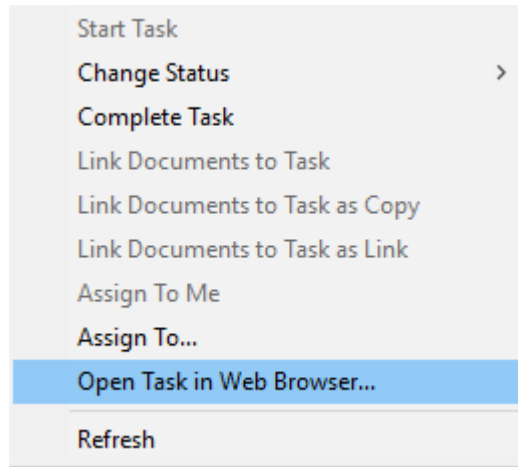 Start Task
Change Status
Complete Task
Link Documents to Task
Link Documents to Task as Copy
Link Documents to Task as Link
Assign To Me
Assign To...
Open Task in Web Browser...
Refresh